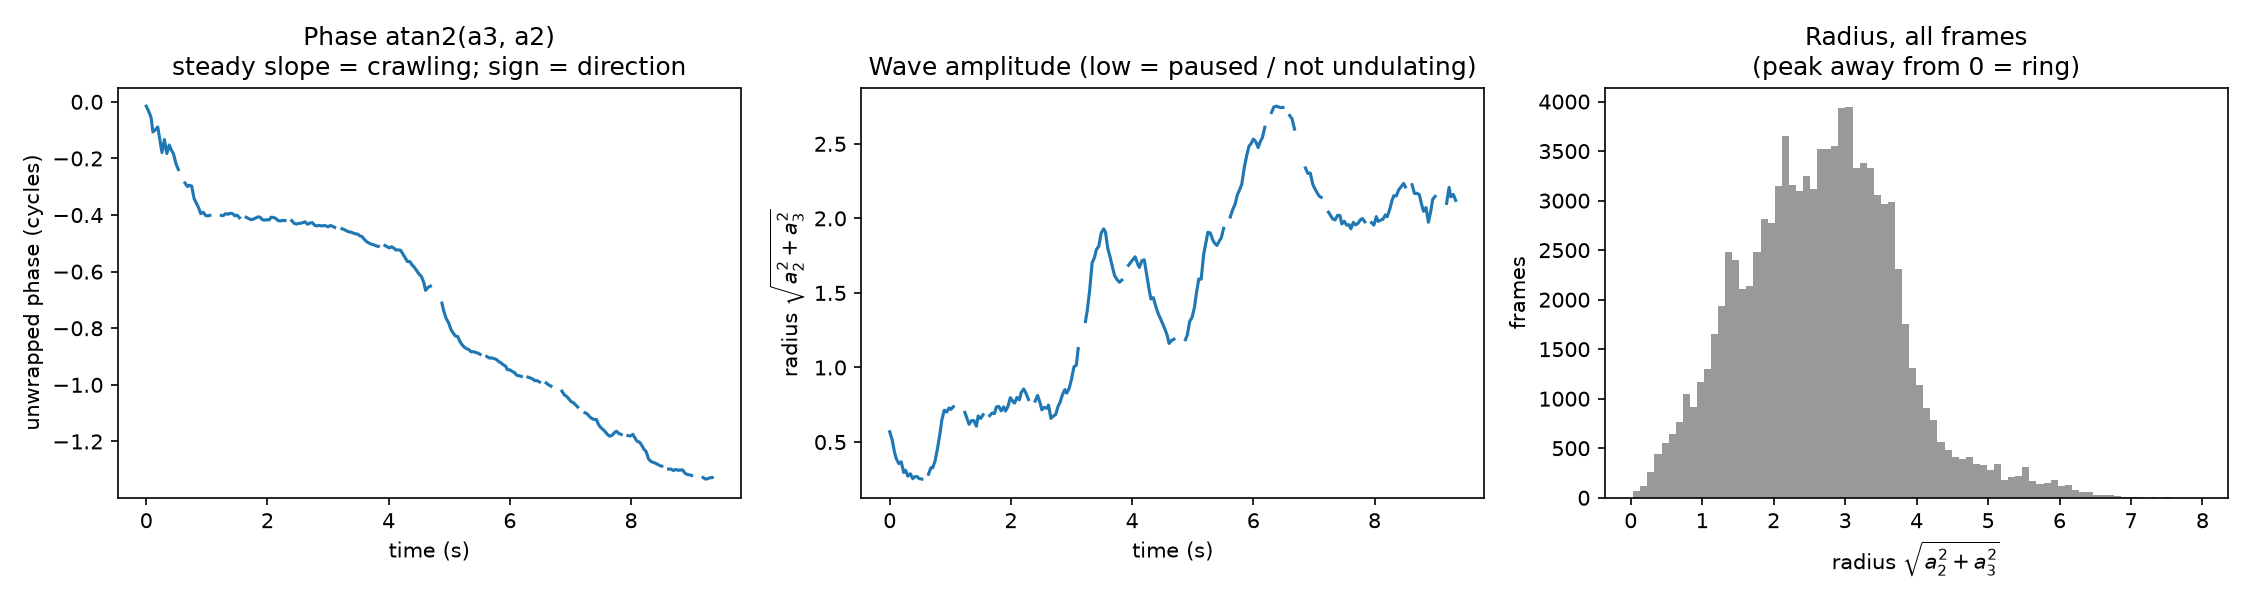 Phase atan2(a3, a2)
steady slope = crawling; sign = direction
unwrapped phase (cycles)
0.0
−0.2
−0.4
−0.6
−0.8
−1.0
−1.2
0 2 4 6 8
time (s)
Wave amplitude (low = paused / not undulating)
radius √a₂²+a₃²
2.5
2.0
1.5
1.0
0.5
0 2 4 6 8
time (s)
Radius, all frames
(peak away from 0 = ring)
frames
4000
3500
3000
2500
2000
1500
1000
500
0
0 1 2 3 4 5 6 7 8
radius √a₂²+a₃²